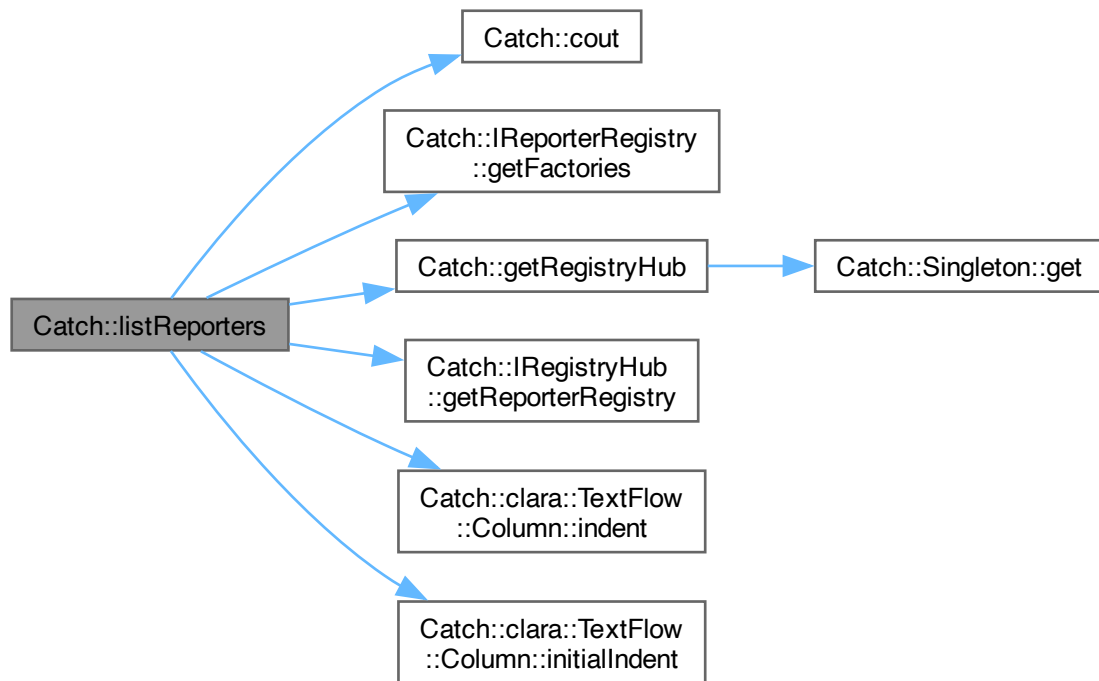 Catch::cout
Catch::IReporterRegistry
::getFactories
Catch::getRegistryHub
Catch::Singleton::get
Catch::listReporters
Catch::IRegistryHub
::getReporterRegistry
Catch::clara::TextFlow
::Column::indent
Catch::clara::TextFlow
::Column::initialIndent